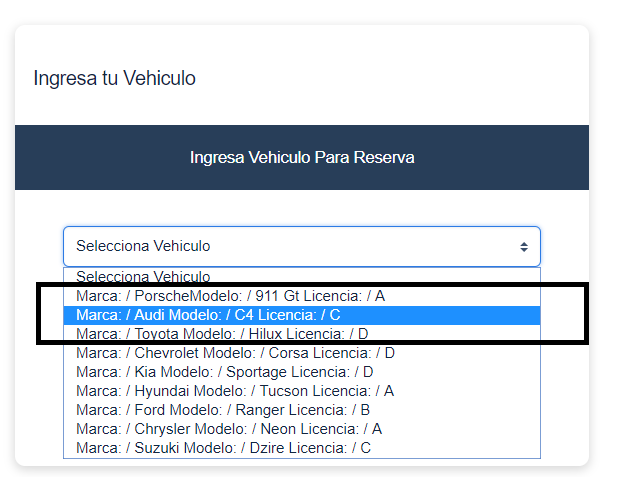 Ingresa tu Vehiculo
Ingresa Vehiculo Para Reserva
Selecciona Vehiculo
Selecciona Vehiculo
Marca: / PorscheModelo: / 911 Gt Licencia: / A
Marca: / Audi Modelo: / C4 Licencia: / C
Marca: / Toyota Modelo: / Hilux Licencia: / D
Marca: / Chevrolet Modelo: / Corsa Licencia: / D
Marca: / Kia Modelo: / Sportage Licencia: / D
Marca: / Hyundai Modelo: / Tucson Licencia: / A
Marca: / Ford Modelo: / Ranger Licencia: / B
Marca: / Chrysler Modelo: / Neon Licencia: / A
Marca: / Suzuki Modelo: / Dzire Licencia: / C